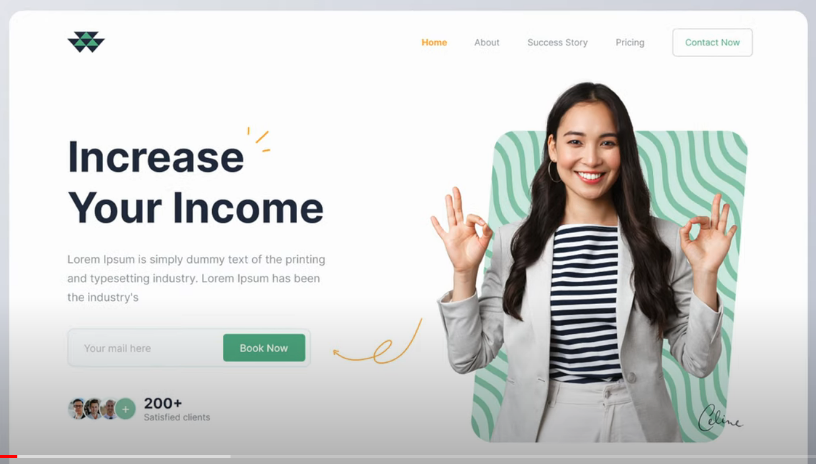 Home
About
Success Story
Pricing
Contact Now
Increase
Your Income
Lorem Ipsum is simply dummy text of the printing
and typesetting industry. Lorem Ipsum has been
the industry's
Your mail here
Book Now
+
200+
Satisfied clients
Celine